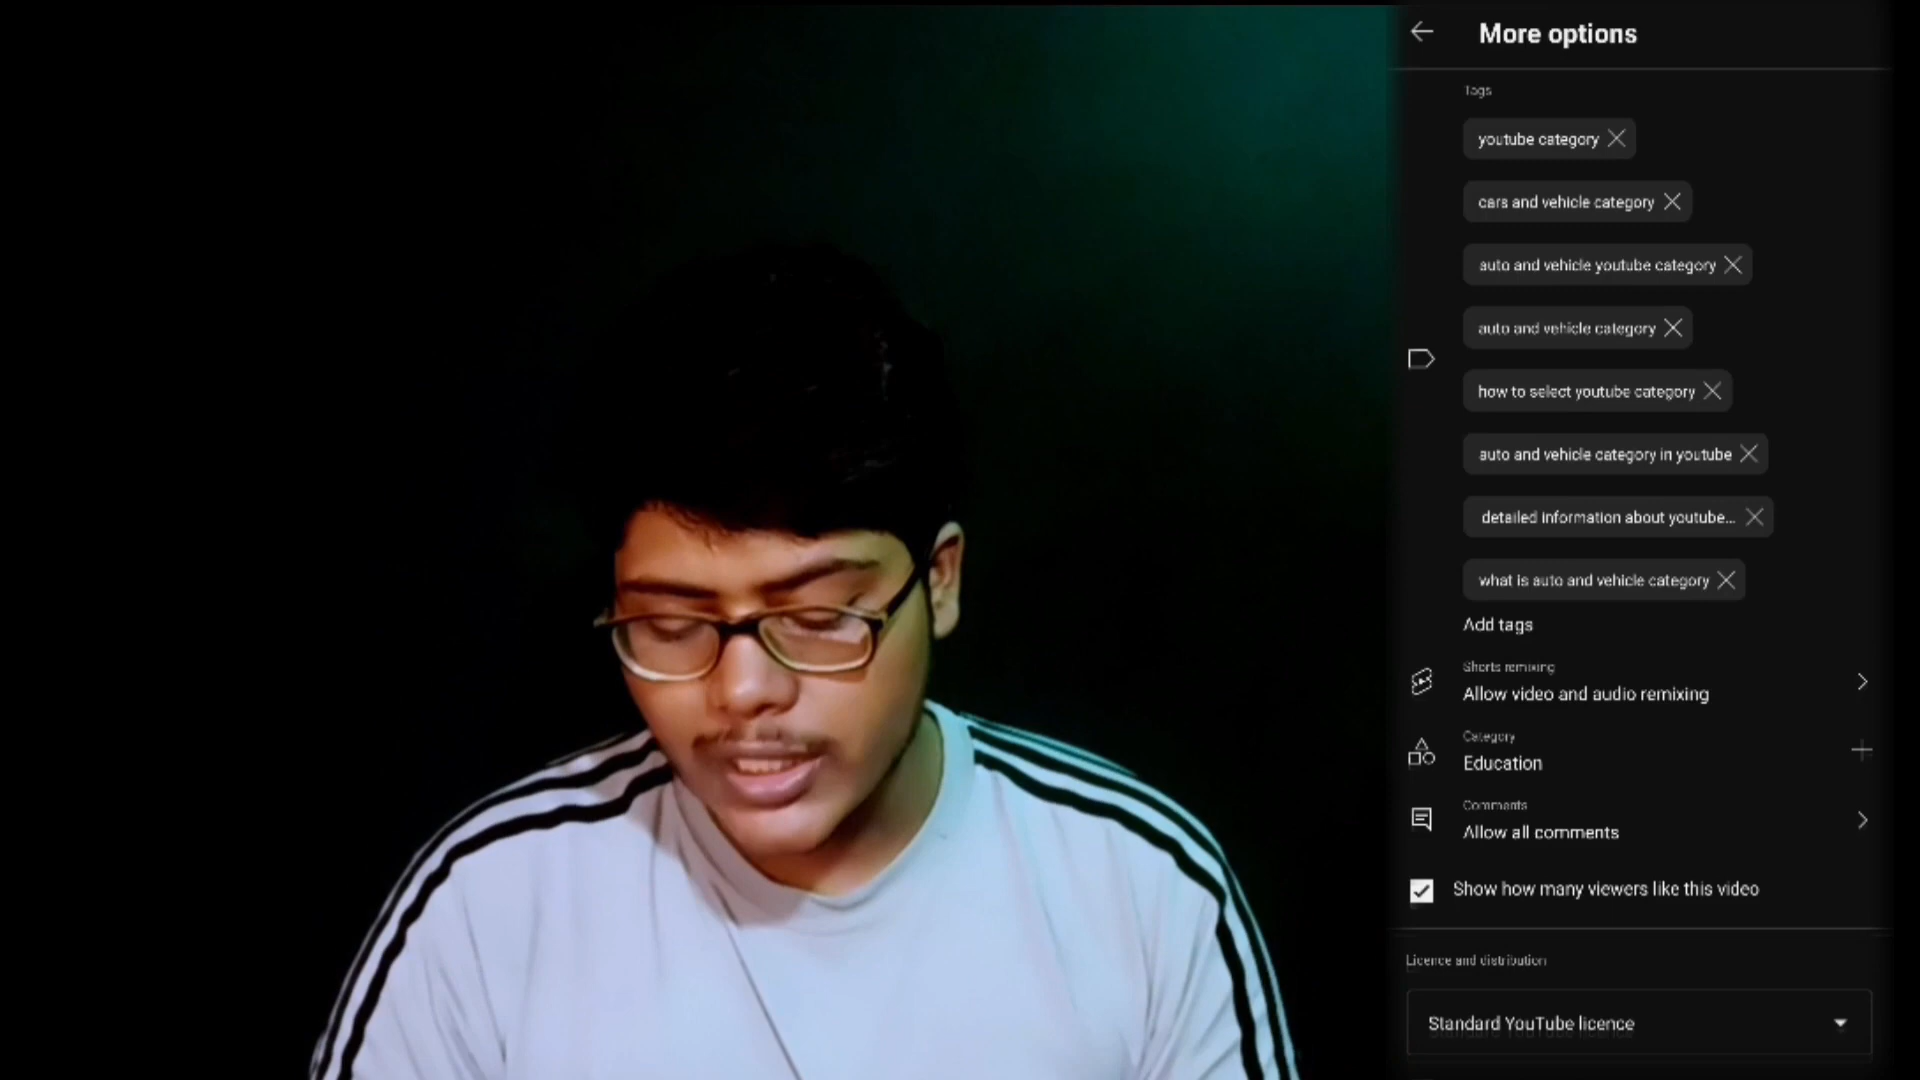 More options
Tags
youtube category
cars and vehicle category
auto and vehicle youtube category
auto and vehicle category
how to select youtube category
auto and vehicle category in youtube
detailed information about youtube...
what is auto and vehicle category
Add tags
Shorts remixing
Allow video and audio remixing
Category
Education
Comments
Allow all comments
Show how many viewers like this video
Licence and distribution
Standard YouTube licence